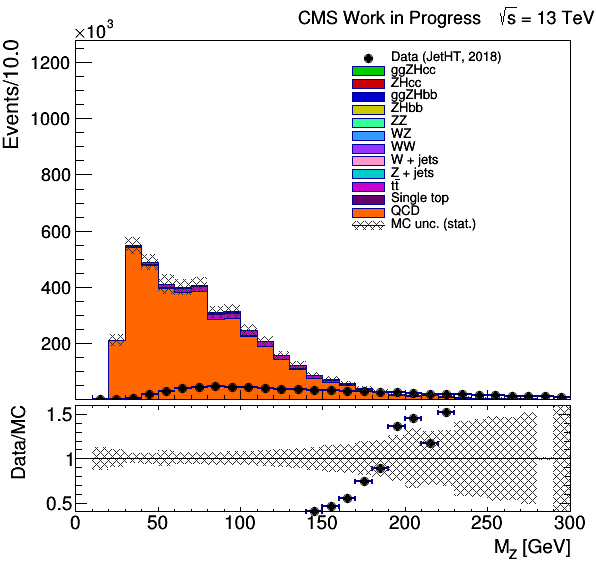 CMS Work in Progress √s = 13 TeV
×10³
Events/10.0
1200
1000
800
600
400
200
Data (JetHT, 2018)
ggZHcc
ZHcc
ggZHbb
ZHbb
ZZ
WZ
WW
W + jets
Z + jets
tt̄
Single top
QCD
MC unc. (stat.)
Data/MC
1.5
1
0.5
0 50 100 150 200 250 300
M_Z [GeV]